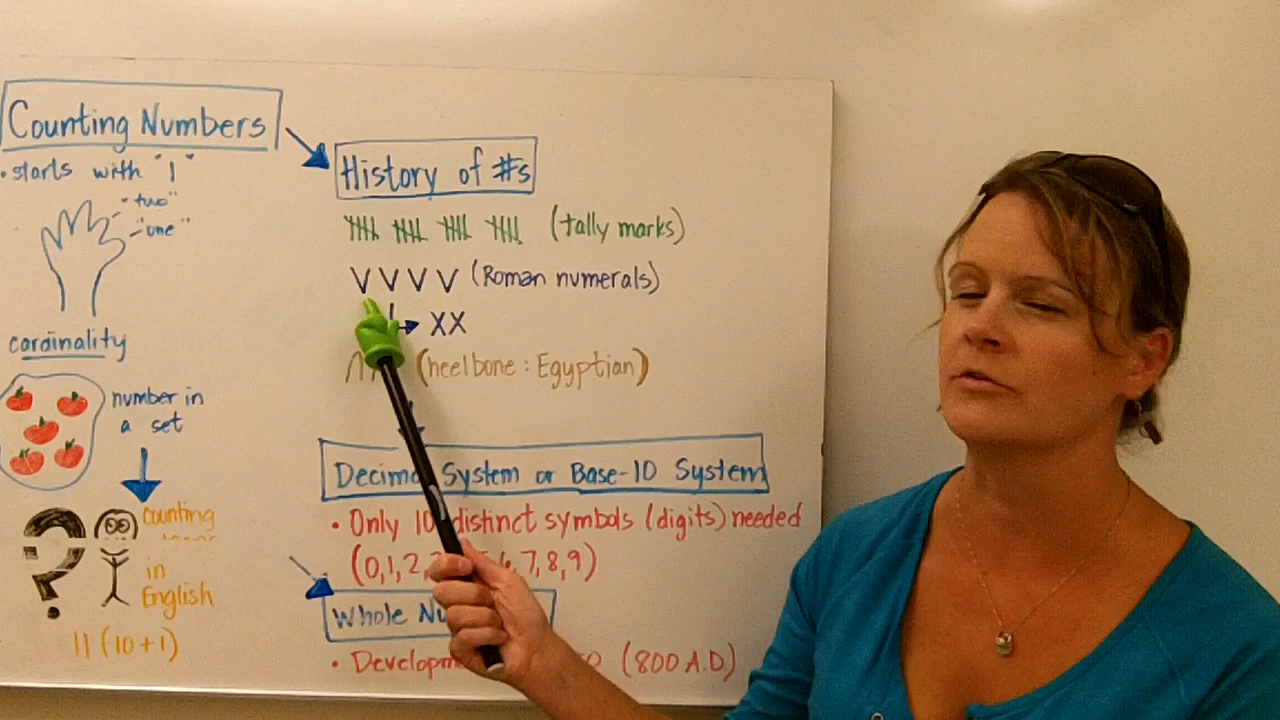 Counting Numbers
• starts with "1"
"two"
"one"
cardinality
number in
a set
?
counting
in
English
11 (10+1)
History of #s
(tally marks)
V V V V (Roman numerals)
XX
(heelbone : Egyptian)
System or Base-10 System
• Only 10 distinct symbols (digits) needed
(0,1,2, 6,7,8,9)
Whole
• (800 A.D.)